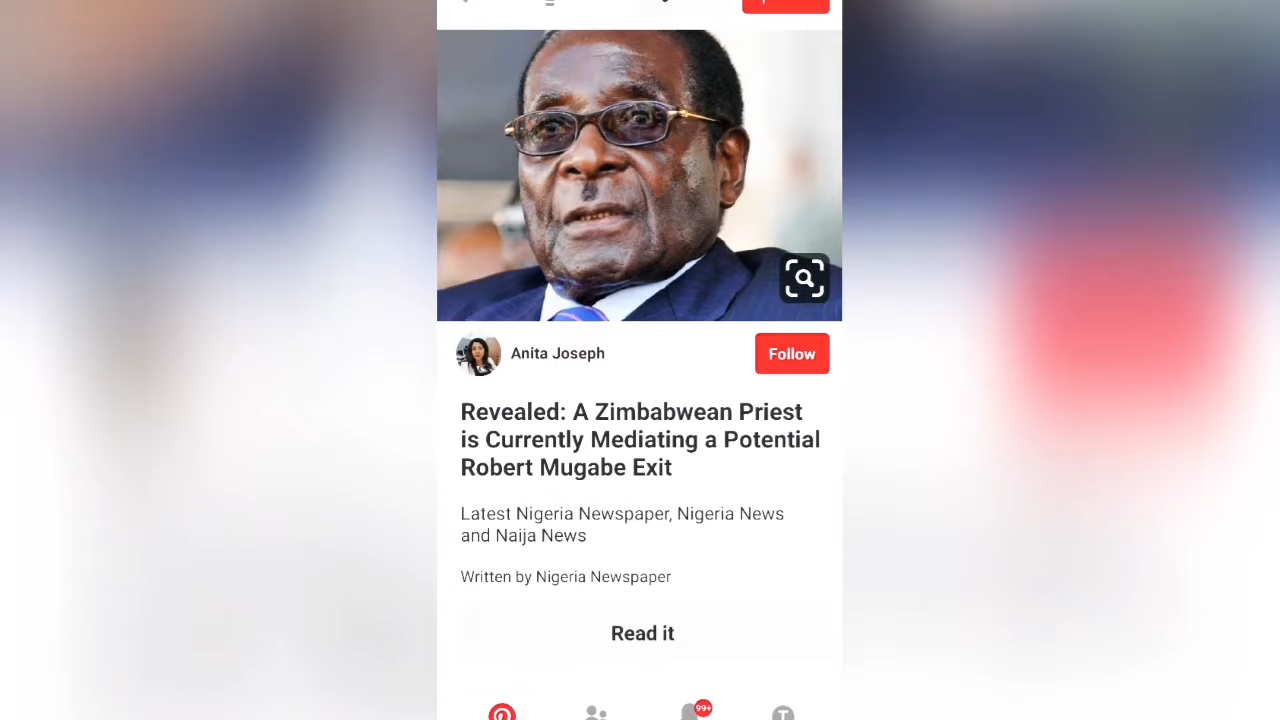 Anita Joseph
Follow
Revealed: A Zimbabwean Priest
is Currently Mediating a Potential
Robert Mugabe Exit
Latest Nigeria Newspaper, Nigeria News
and Naija News
Written by Nigeria Newspaper
Read it
99+
T